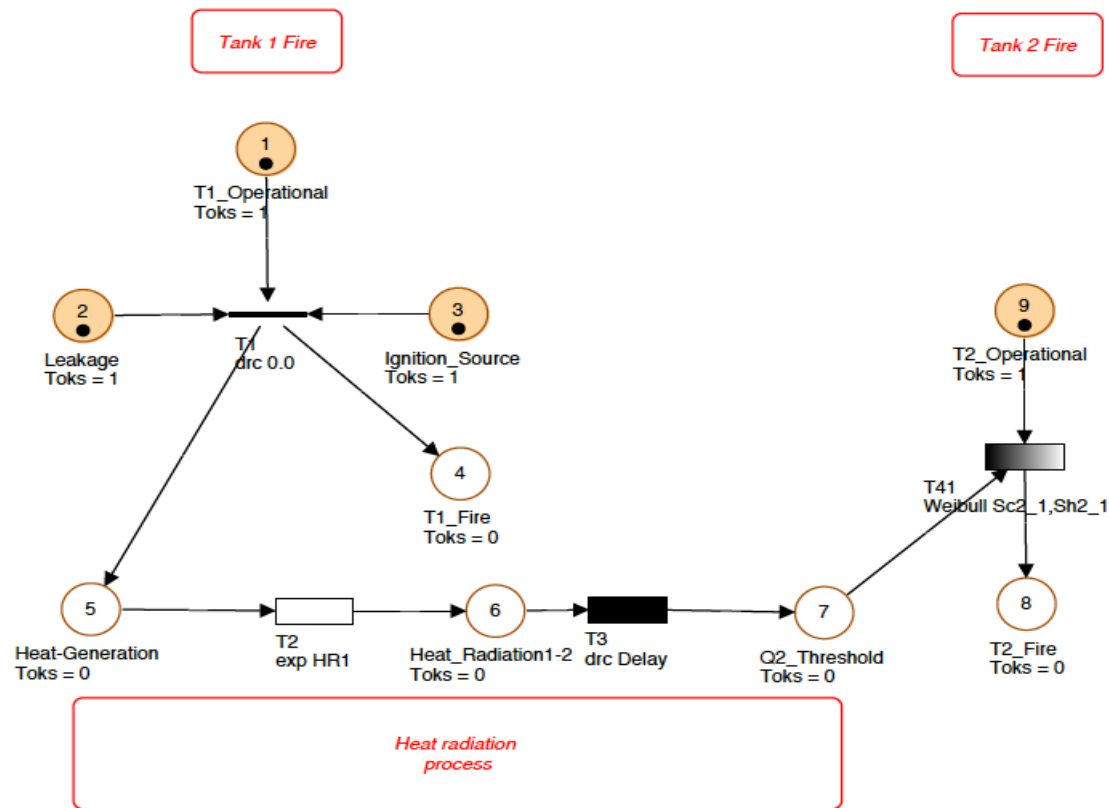 Tank 1 Fire
Tank 2 Fire
1
T1_Operational
Toks = 1
2
Leakage
Toks = 1
T1
drc 0.0
3
Ignition_Source
Toks = 1
9
T2_Operational
Toks = 1
4
T1_Fire
Toks = 0
T41
Weibull Sc2_1,Sh2_1
5
Heat-Generation
Toks = 0
T2
exp HR1
6
Heat_Radiation1-2
Toks = 0
T3
drc Delay
7
Q2_Threshold
Toks = 0
8
T2_Fire
Toks = 0
Heat radiation
process